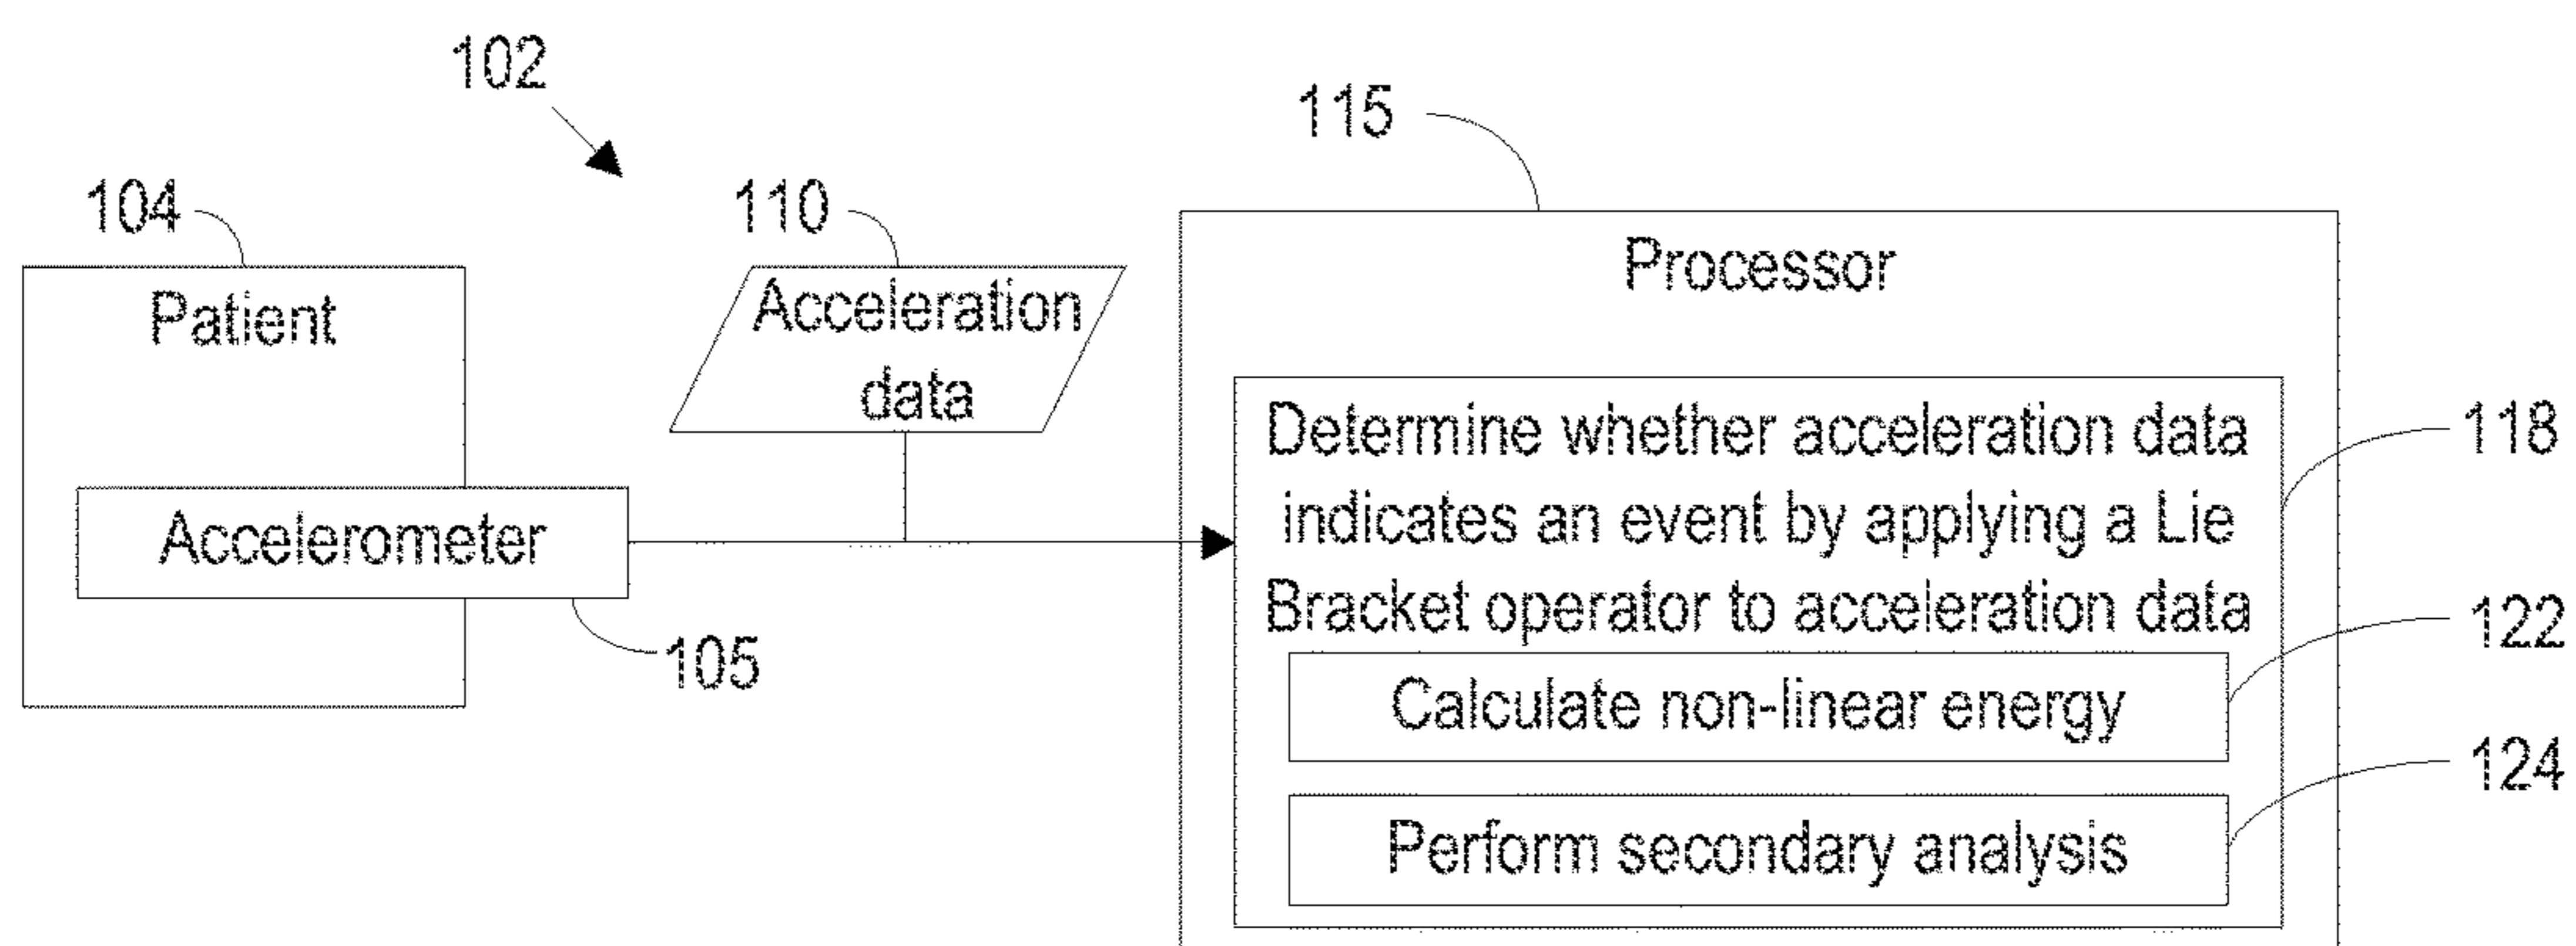 102
115
104
110
Processor
Patient
Acceleration
data
Determine whether acceleration data
indicates an event by applying a Lie
Bracket operator to acceleration data
118
Accelerometer
105
122
Calculate non-linear energy
124
Perform secondary analysis